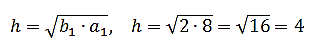 h = √(b₁ · a₁),   h = √(2 · 8) = √16 = 4